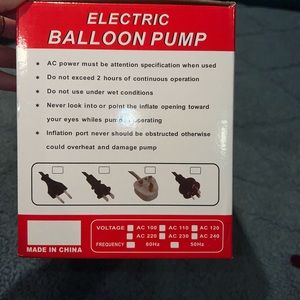 ELECTRIC
BALLOON PUMP
AC power must be attention specification when used
Do not exceed 2 hours of continuous operation
Do not use under wet conditions
Never look into or point the inflate opening toward
your eyes whiles pump operating
Inflation port never should be obstructed otherwise
could overheat and damage pump
VOLTAGE AC 100 AC 110 AC 120
AC 220 AC 230 AC 240
FREQUENCY 60Hz 50Hz
MADE IN CHINA